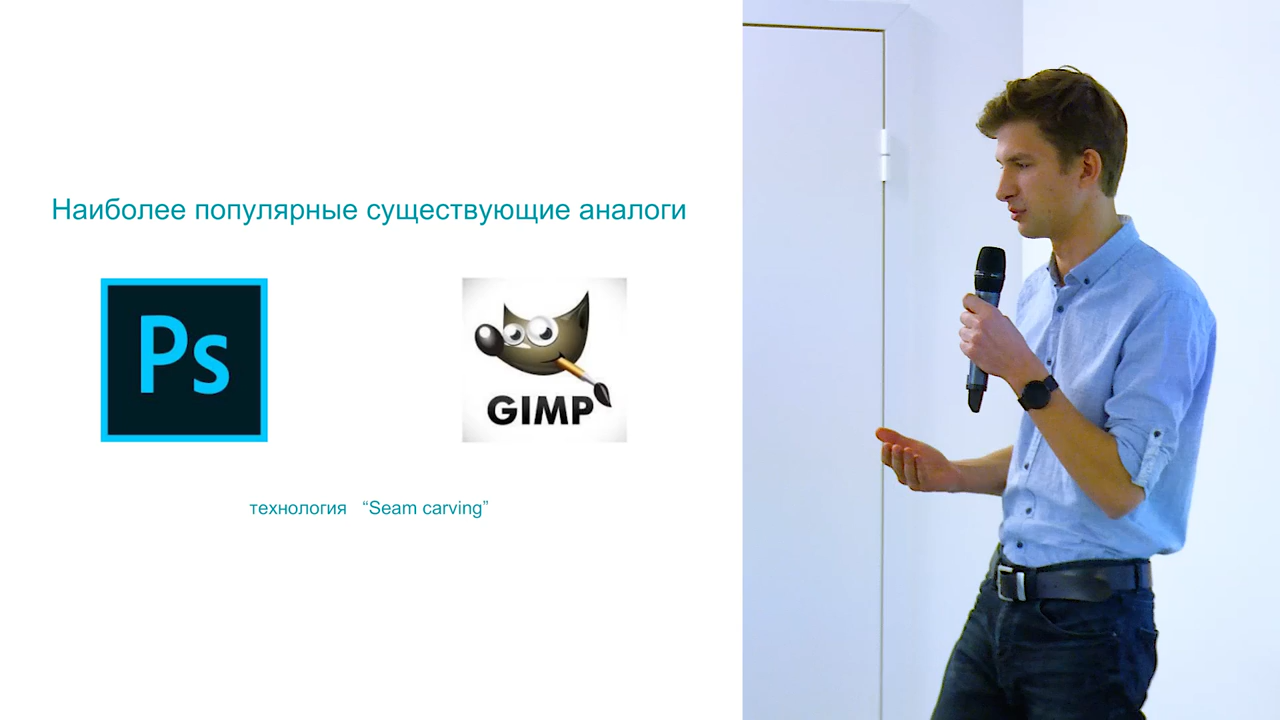 Наиболее популярные существующие аналоги
Ps
GIMP
технология “Seam carving”